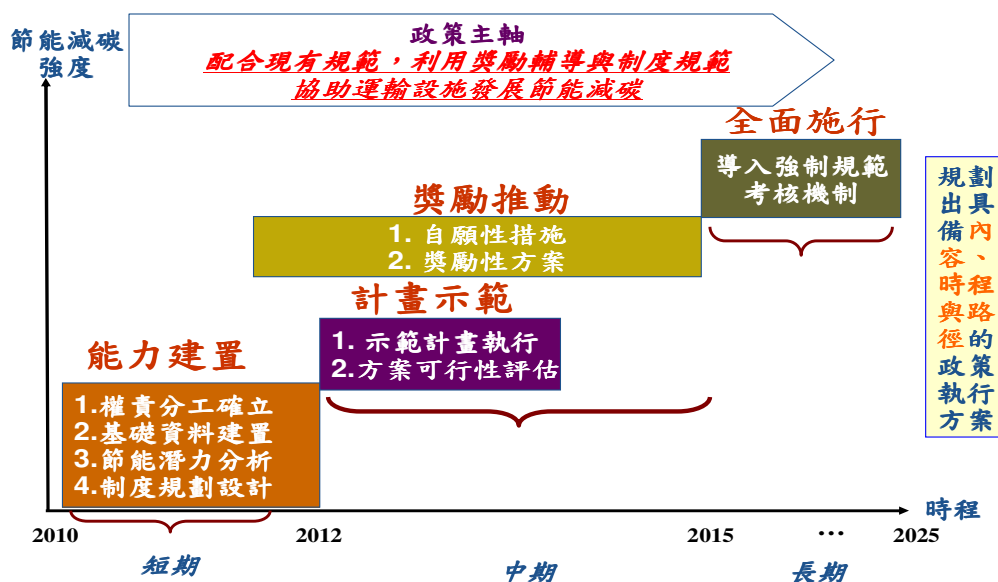 節能減碳
強度
政策主軸
配合現有規範，利用獎勵輔導與制度規範
協助運輸設施發展節能減碳
全面施行
導入強制規範
考核機制
獎勵推動
1. 自願性措施
2. 獎勵性方案
計畫示範
1. 示範計畫執行
2.方案可行性評估
能力建置
1.權責分工確立
2.基礎資料建置
3.節能潛力分析
4.制度規劃設計
規劃
出具
備內
容、
時程
與路
徑的
政策
執行
方案
2010
2012
2015
...
2025
時程
短期
中期
長期